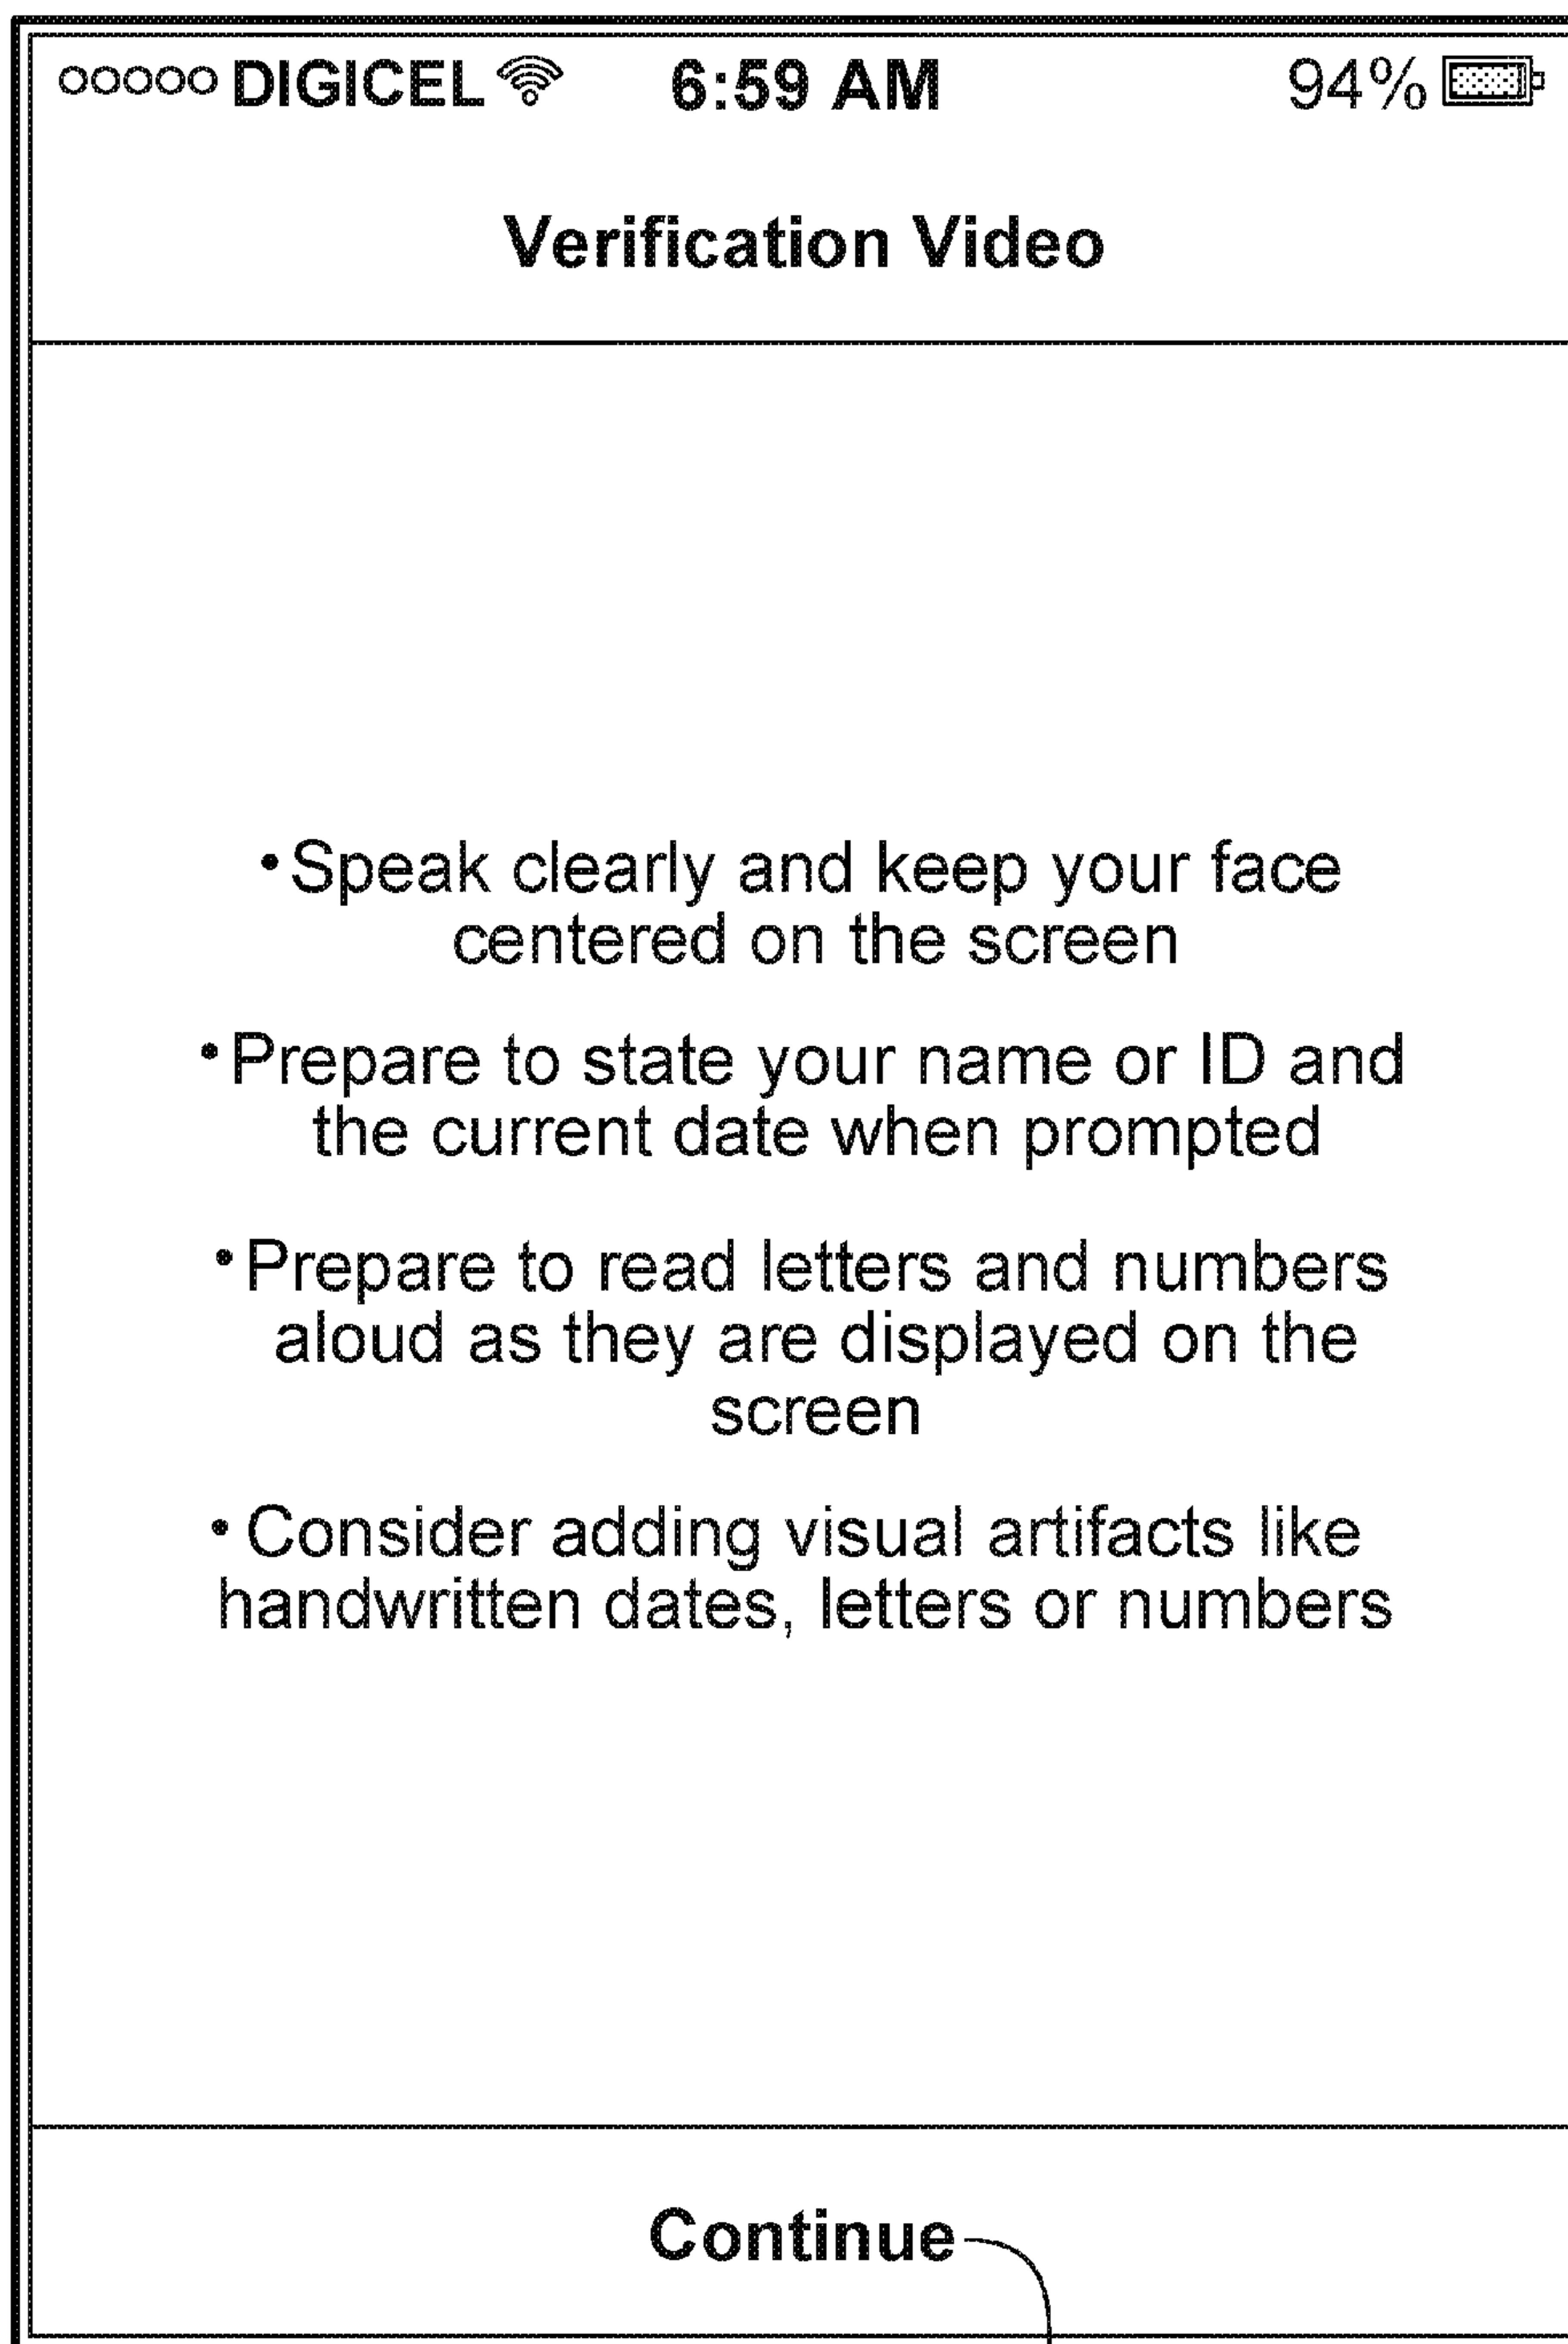 DIGICEL 6:59 AM 94%
Verification Video
•Speak clearly and keep your face
centered on the screen
•Prepare to state your name or ID and
the current date when prompted
•Prepare to read letters and numbers
aloud as they are displayed on the
screen
•Consider adding visual artifacts like
handwritten dates, letters or numbers
Continue